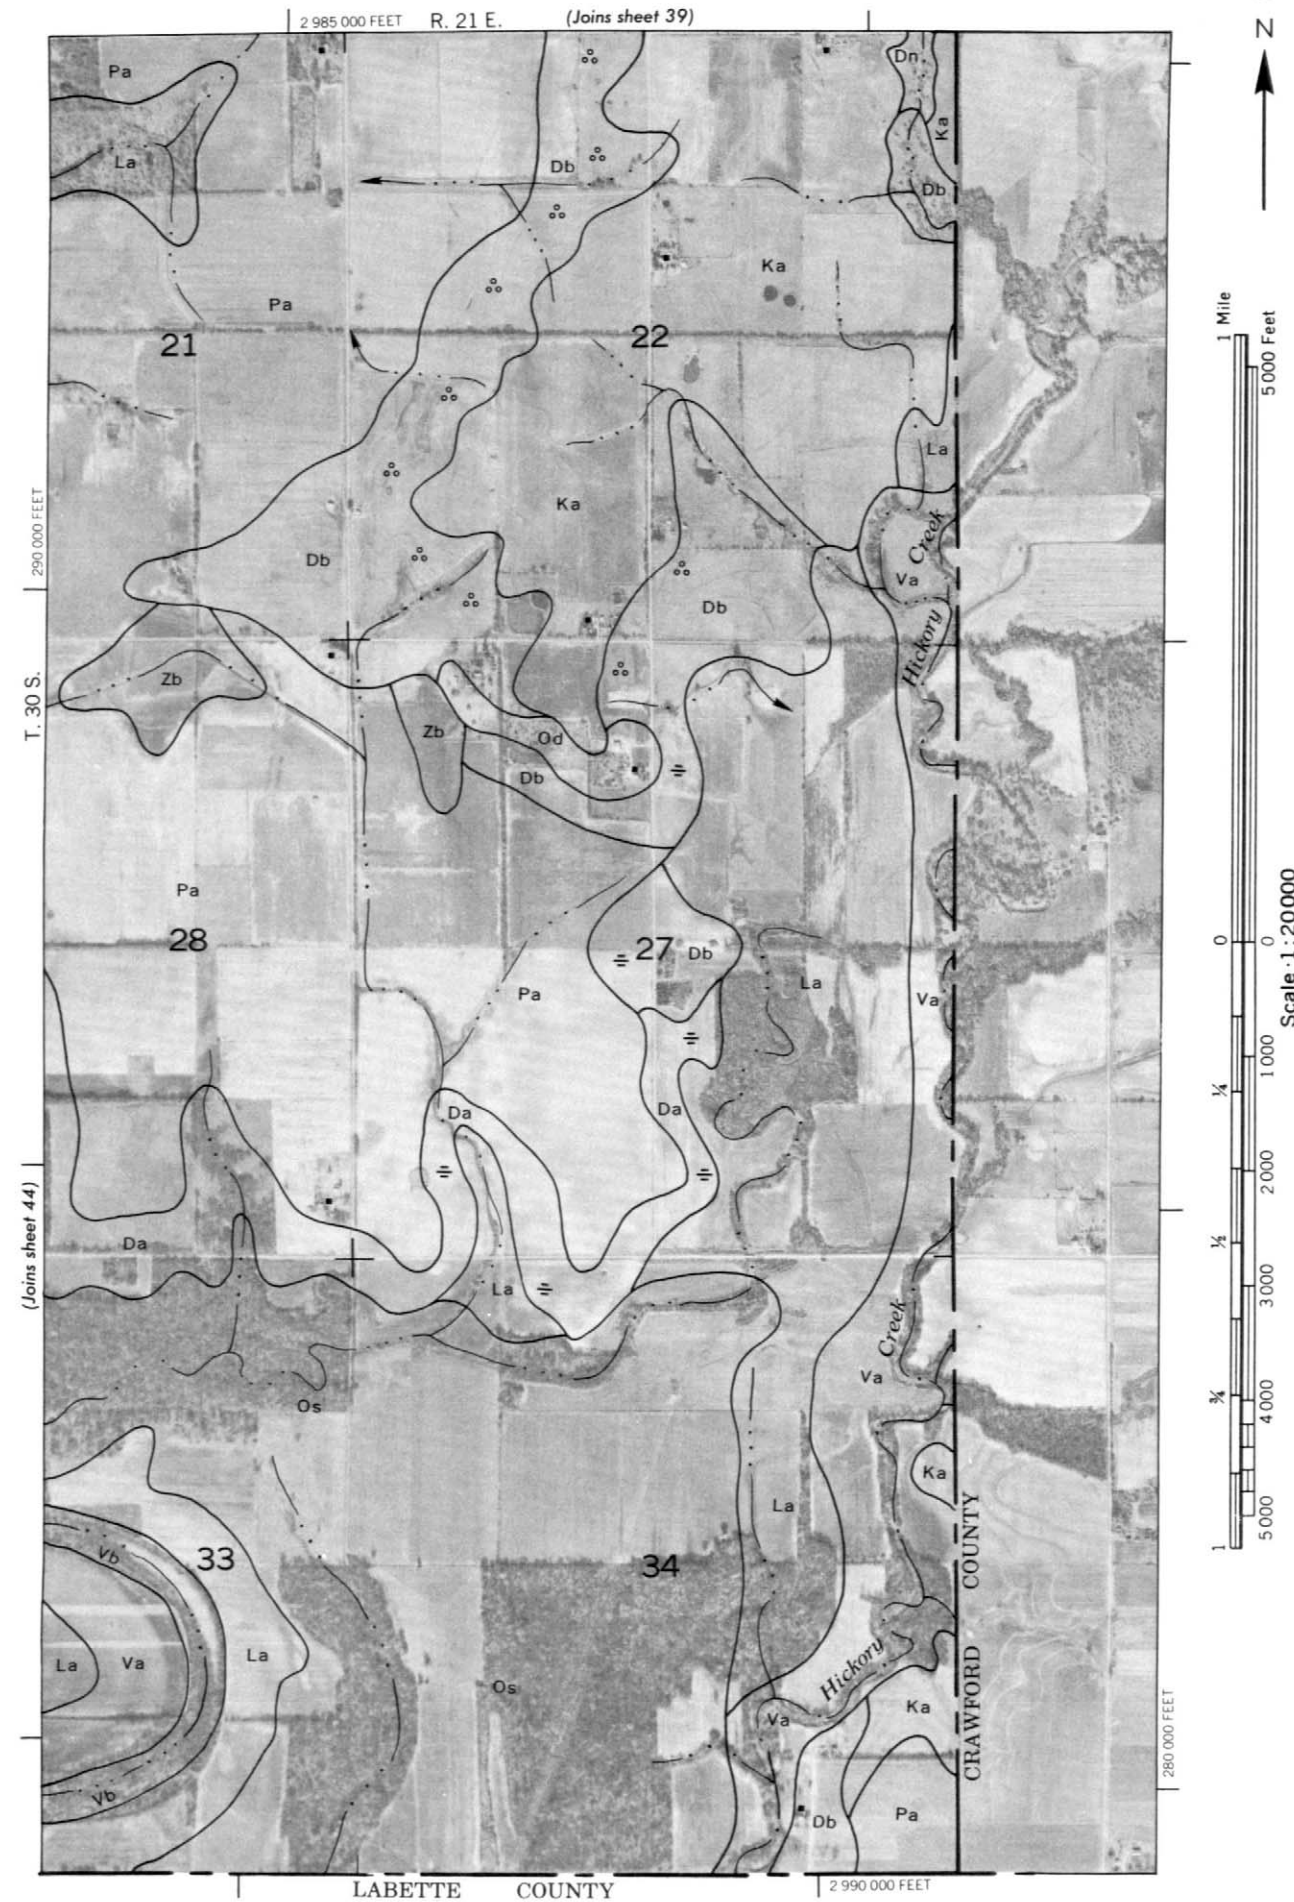 2 985 000 FEET
R. 21 E.
(Joins sheet 39)
N
Pa
Dn
La
Db
Ka
Db
Ka
Pa
21
22
1 Mile
5000 Feet
La
290 000 FEET
Ka
Creek
Db
Va
Db
Hickory
T. 30 S.
Zb
Zb
Od
Db
Pa
28
27
Db
0
0
Scale 1:20000
Pa
La
Va
1000
¼
Da
Da
2000
(Joins sheet 44)
½
Da
La
3000
Creek
Va
¾
4000
Os
Ka
La
5000
1
Vb
33
34
COUNTY
La
Va
La
Hickory
CRAWFORD
Os
Va
Ka
280 000 FEET
Vb
Db
Pa
LABETTE COUNTY
2 990 000 FEET